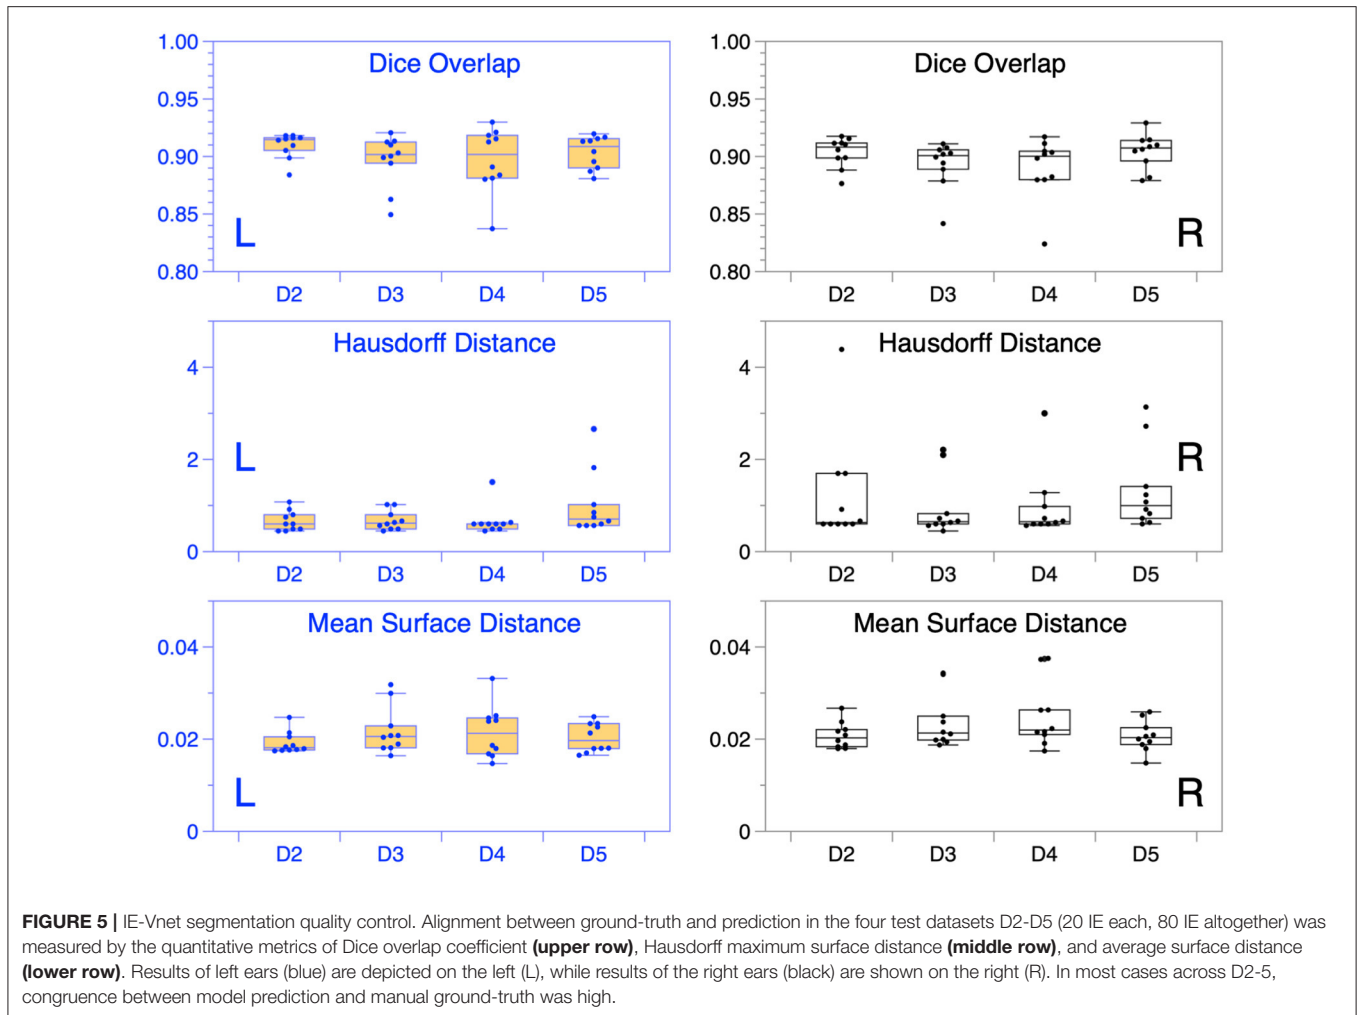 1.00
Dice Overlap
0.95
0.90
0.85
L
0.80
D2 D3 D4 D5
1.00
Dice Overlap
0.95
0.90
0.85
R
0.80
D2 D3 D4 D5
Hausdorff Distance
4
L
2
0
D2 D3 D4 D5
Hausdorff Distance
4
R
2
0
D2 D3 D4 D5
Mean Surface Distance
0.04
0.02
L
0
D2 D3 D4 D5
Mean Surface Distance
0.04
0.02
R
0
D2 D3 D4 D5
FIGURE 5 | IE-Vnet segmentation quality control. Alignment between ground-truth and prediction in the four test datasets D2-D5 (20 IE each, 80 IE altogether) was
measured by the quantitative metrics of Dice overlap coefficient (upper row), Hausdorff maximum surface distance (middle row), and average surface distance
(lower row). Results of left ears (blue) are depicted on the left (L), while results of the right ears (black) are shown on the right (R). In most cases across D2-5,
congruence between model prediction and manual ground-truth was high.